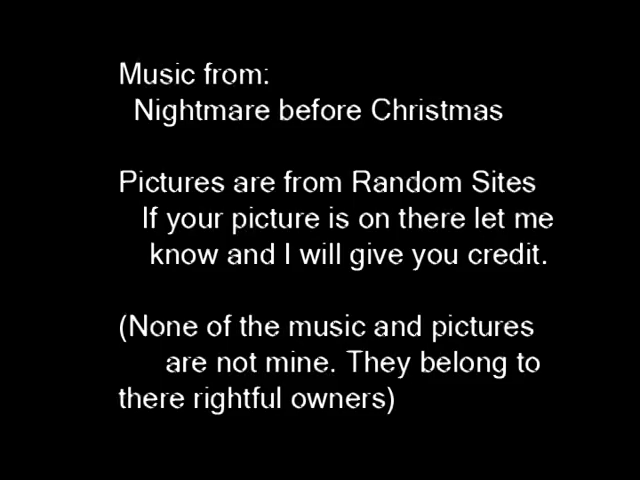 Music from:
Nightmare before Christmas
Pictures are from Random Sites
If your picture is on there let me
know and I will give you credit.
(None of the music and pictures
are not mine. They belong to
there rightful owners)